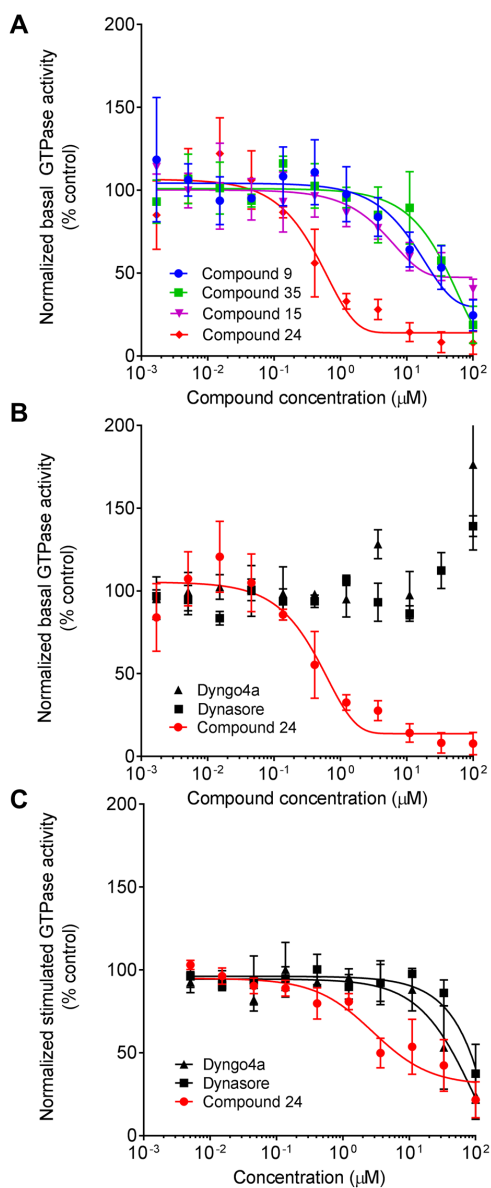 A
Normalized basal GTPase activity
(% control)
200
150
100
50
0
Compound 9
Compound 35
Compound 15
Compound 24
10⁻³ 10⁻² 10⁻¹ 10⁰ 10¹ 10²
Compound concentration (μM)
B
Normalized basal GTPase activity
(% control)
200
150
100
50
0
Dyngo4a
Dynasore
Compound 24
10⁻³ 10⁻² 10⁻¹ 10⁰ 10¹ 10²
Compound concentration (μM)
C
Normalized stimulated GTPase activity
(% control)
200
150
100
50
0
Dyngo4a
Dynasore
Compound 24
10⁻³ 10⁻² 10⁻¹ 10⁰ 10¹ 10²
Concentration (μM)